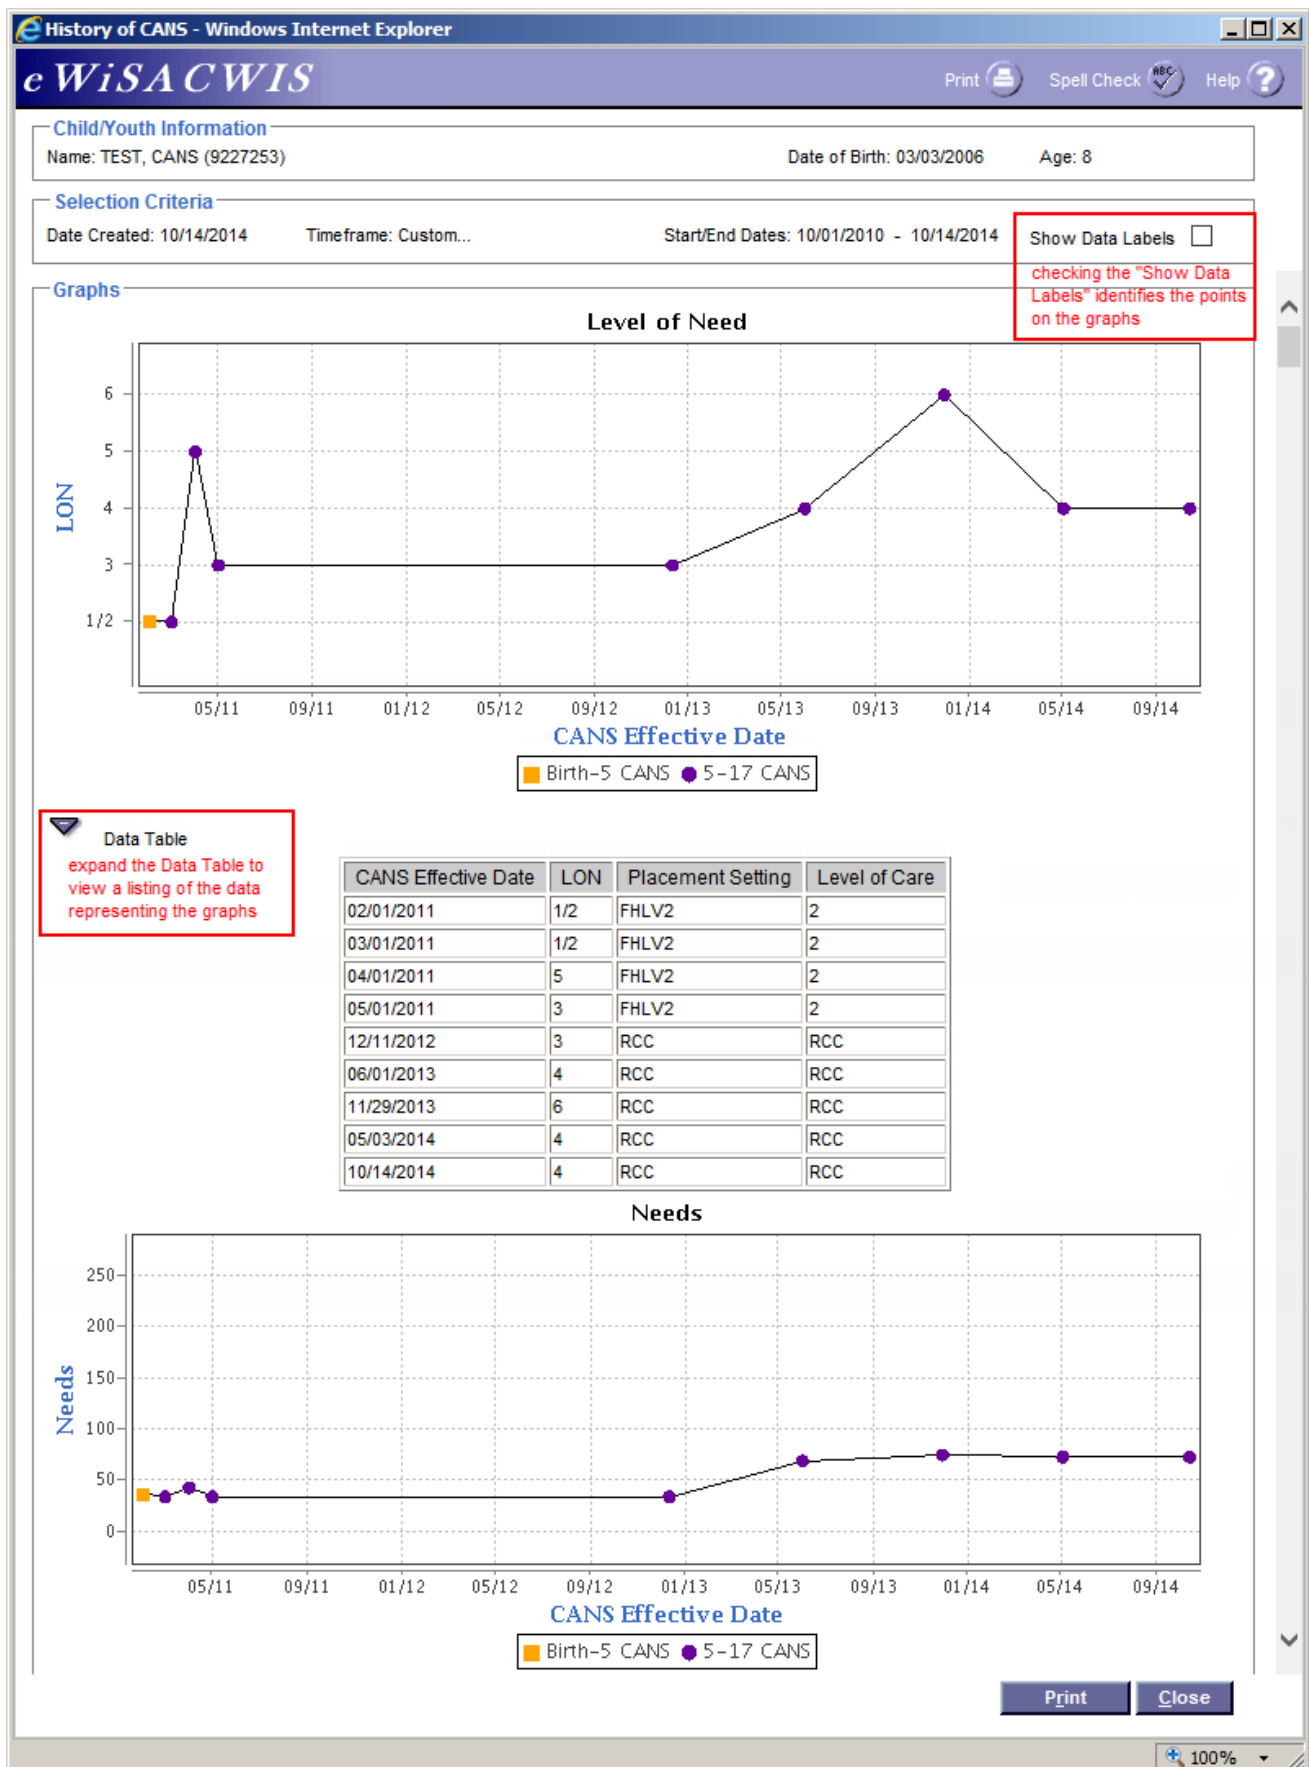 History of CANS - Windows Internet Explorer
eWiSACWIS
Print Spell Check ABC Help ?
Child/Youth Information
Name: TEST, CANS (9227253) Date of Birth: 03/03/2006 Age: 8
Selection Criteria
Date Created: 10/14/2014 Timeframe: Custom... Start/End Dates: 10/01/2010 - 10/14/2014 Show Data Labels
checking the "Show Data
Labels" identifies the points
on the graphs
Graphs
Level of Need
6
5
4
3
1/2
LON
05/11 09/11 01/12 05/12 09/12 01/13 05/13 09/13 01/14 05/14 09/14
CANS Effective Date
Birth-5 CANS 5-17 CANS
Data Table
expand the Data Table to
view a listing of the data
representing the graphs
CANS Effective Date LON Placement Setting Level of Care
02/01/2011 1/2 FHLV2 2
03/01/2011 1/2 FHLV2 2
04/01/2011 5 FHLV2 2
05/01/2011 3 FHLV2 2
12/11/2012 3 RCC RCC
06/01/2013 4 RCC RCC
11/29/2013 6 RCC RCC
05/03/2014 4 RCC RCC
10/14/2014 4 RCC RCC
Needs
250
200
150
100
50
0
Needs
05/11 09/11 01/12 05/12 09/12 01/13 05/13 09/13 01/14 05/14 09/14
CANS Effective Date
Birth-5 CANS 5-17 CANS
Print Close
100%